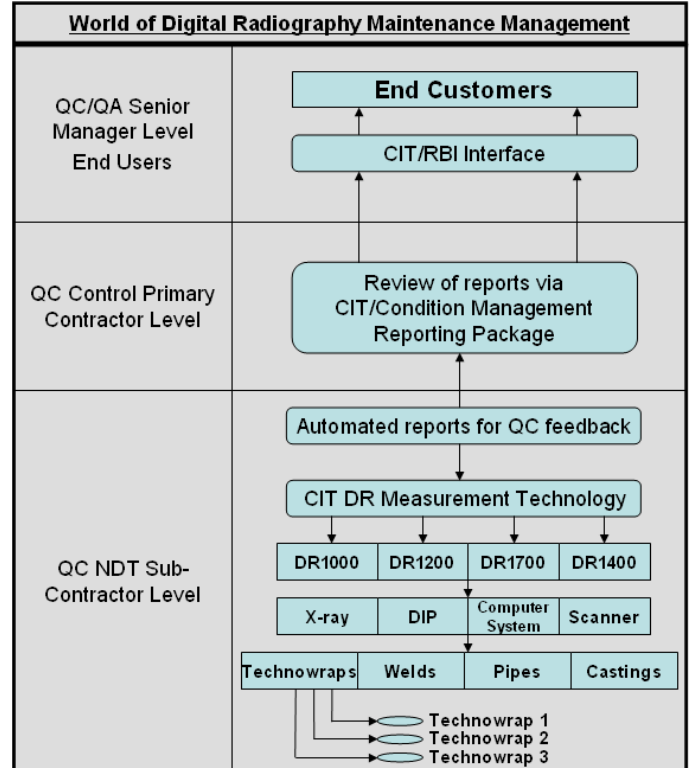 World of Digital Radiography Maintenance Management
QC/QA Senior
Manager Level
End Users
End Customers
CIT/RBI Interface
QC Control Primary
Contractor Level
Review of reports via
CIT/Condition Management
Reporting Package
QC NDT Sub-
Contractor Level
Automated reports for QC feedback
CIT DR Measurement Technology
DR1000 DR1200 DR1700 DR1400
X-ray DIP Computer System Scanner
Technowraps Welds Pipes Castings
Technowrap 1
Technowrap 2
Technowrap 3